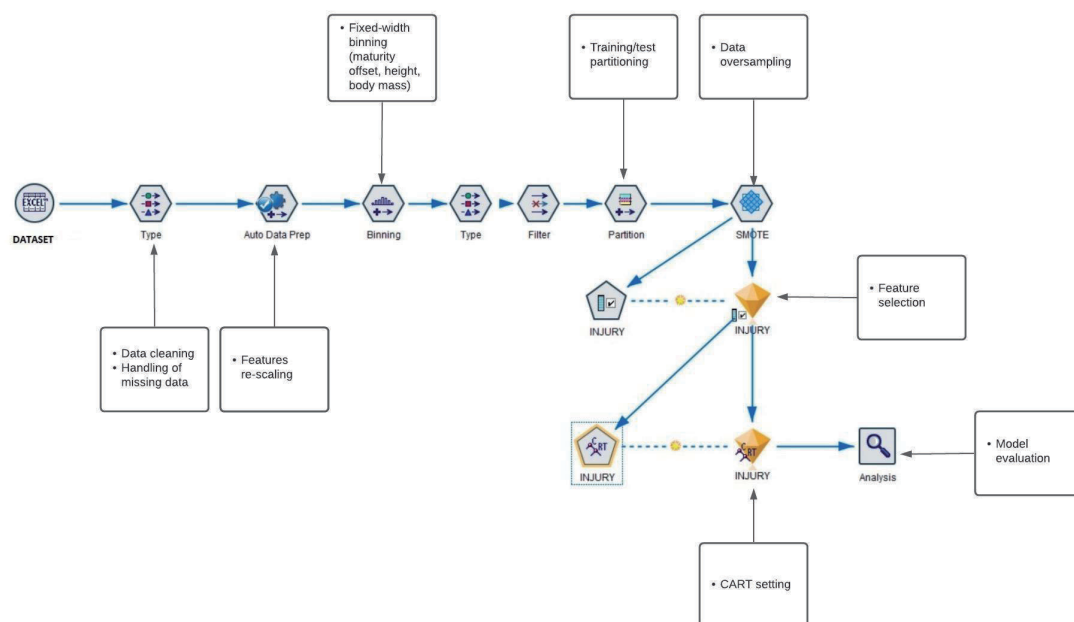 • Fixed-width
binning
(maturity
offset, height,
body mass)
• Training/test
partitioning
• Data
oversampling
EXCEL
DATASET
Type
Auto Data Prep
Binning
Type
Filter
Partition
SMOTE
• Data cleaning
• Handling of
missing data
• Features
re-scaling
INJURY
INJURY
• Feature
selection
C
RT
INJURY
C
RT
INJURY
Analysis
• Model
evaluation
• CART setting